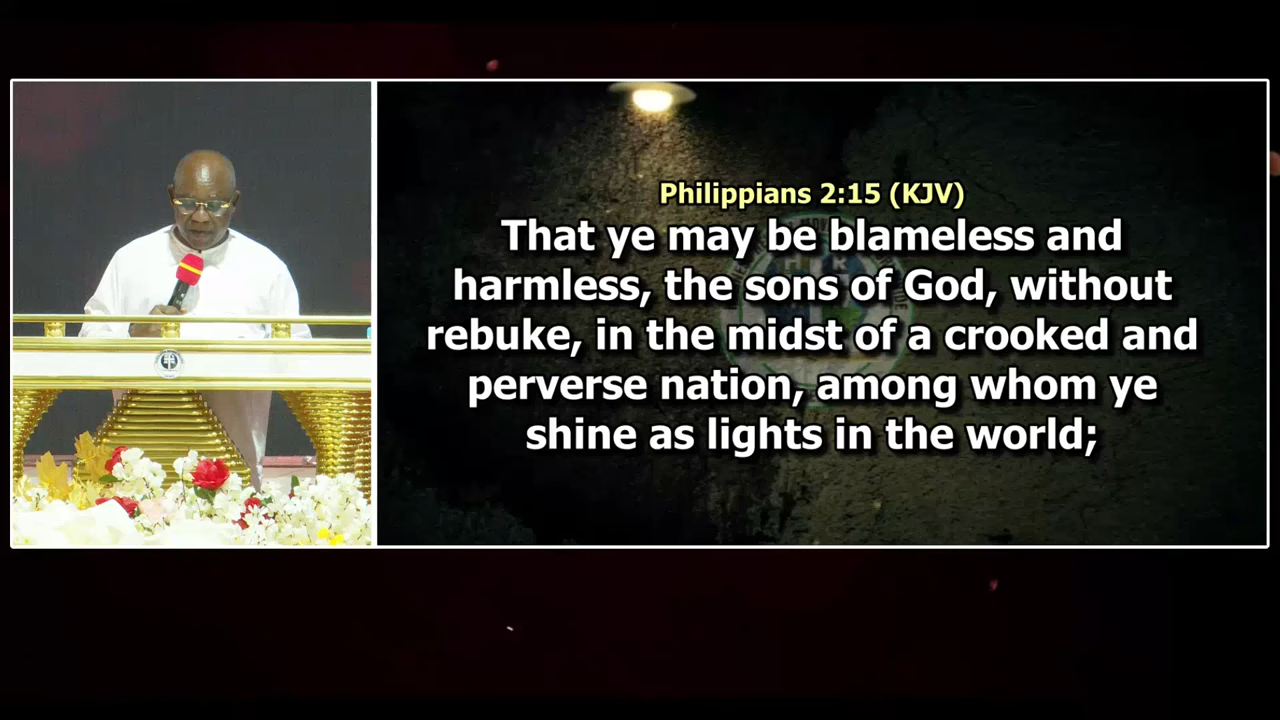 Philippians 2:15 (KJV)
That ye may be blameless and
harmless, the sons of God, without
rebuke, in the midst of a crooked and
perverse nation, among whom ye
shine as lights in the world;